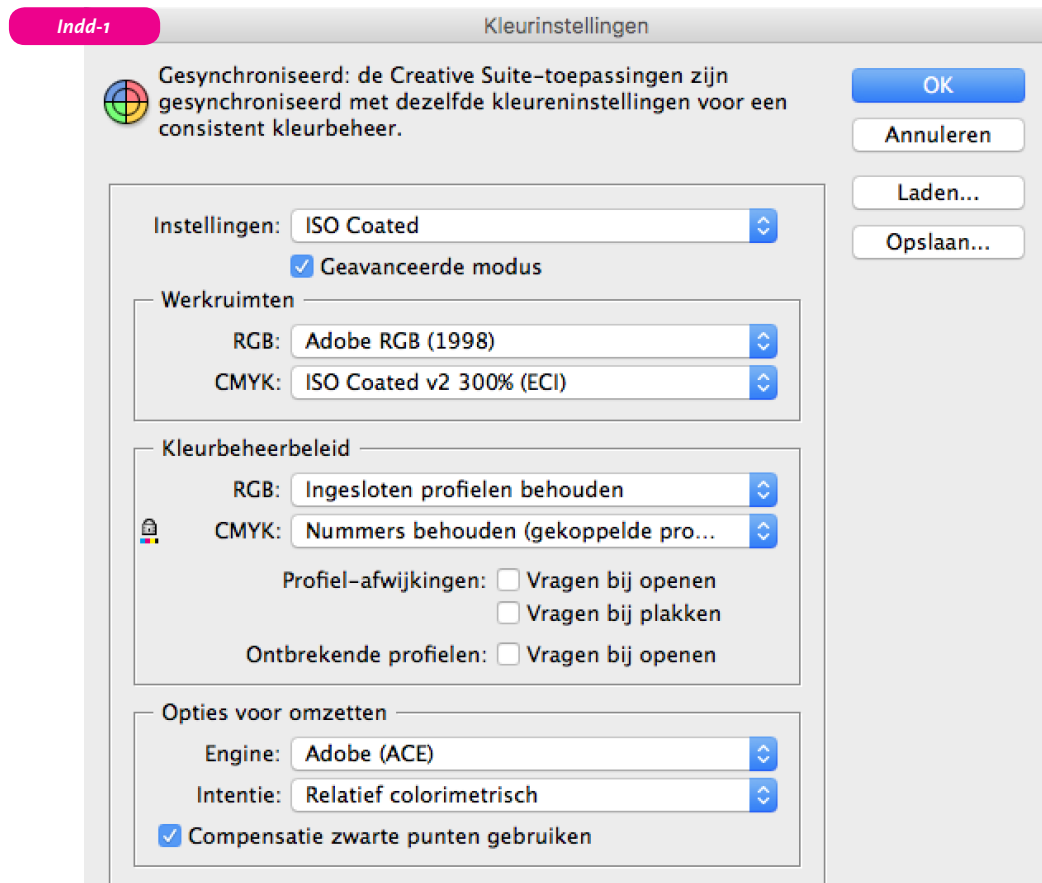 Indd-1
Kleurinstellingen
Gesynchroniseerd: de Creative Suite-toepassingen zijn
gesynchroniseerd met dezelfde kleureninstellingen voor een
consistent kleurbeheer.
OK
Annuleren
Laden...
Opslaan...
Instellingen: ISO Coated
Geavanceerde modus
Werkruimten
RGB: Adobe RGB (1998)
CMYK: ISO Coated v2 300% (ECI)
Kleurbeheerbeleid
RGB: Ingesloten profielen behouden
CMYK: Nummers behouden (gekoppelde pro...
Profiel-afwijkingen: Vragen bij openen
Vragen bij plakken
Ontbrekende profielen: Vragen bij openen
Opties voor omzetten
Engine: Adobe (ACE)
Intentie: Relatief colorimetrisch
Compensatie zwarte punten gebruiken